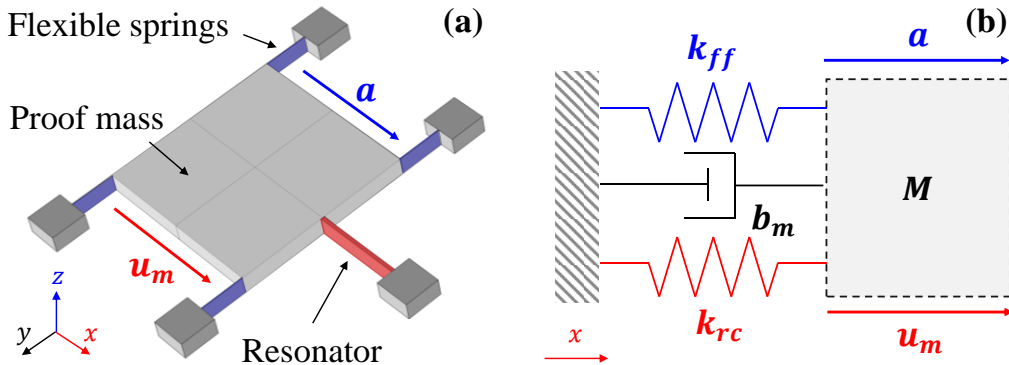 Flexible springs
(a)
a
Proof mass
u_m
z
y
x
Resonator
(b)
k_ff
a
M
b_m
k_rc
x
u_m